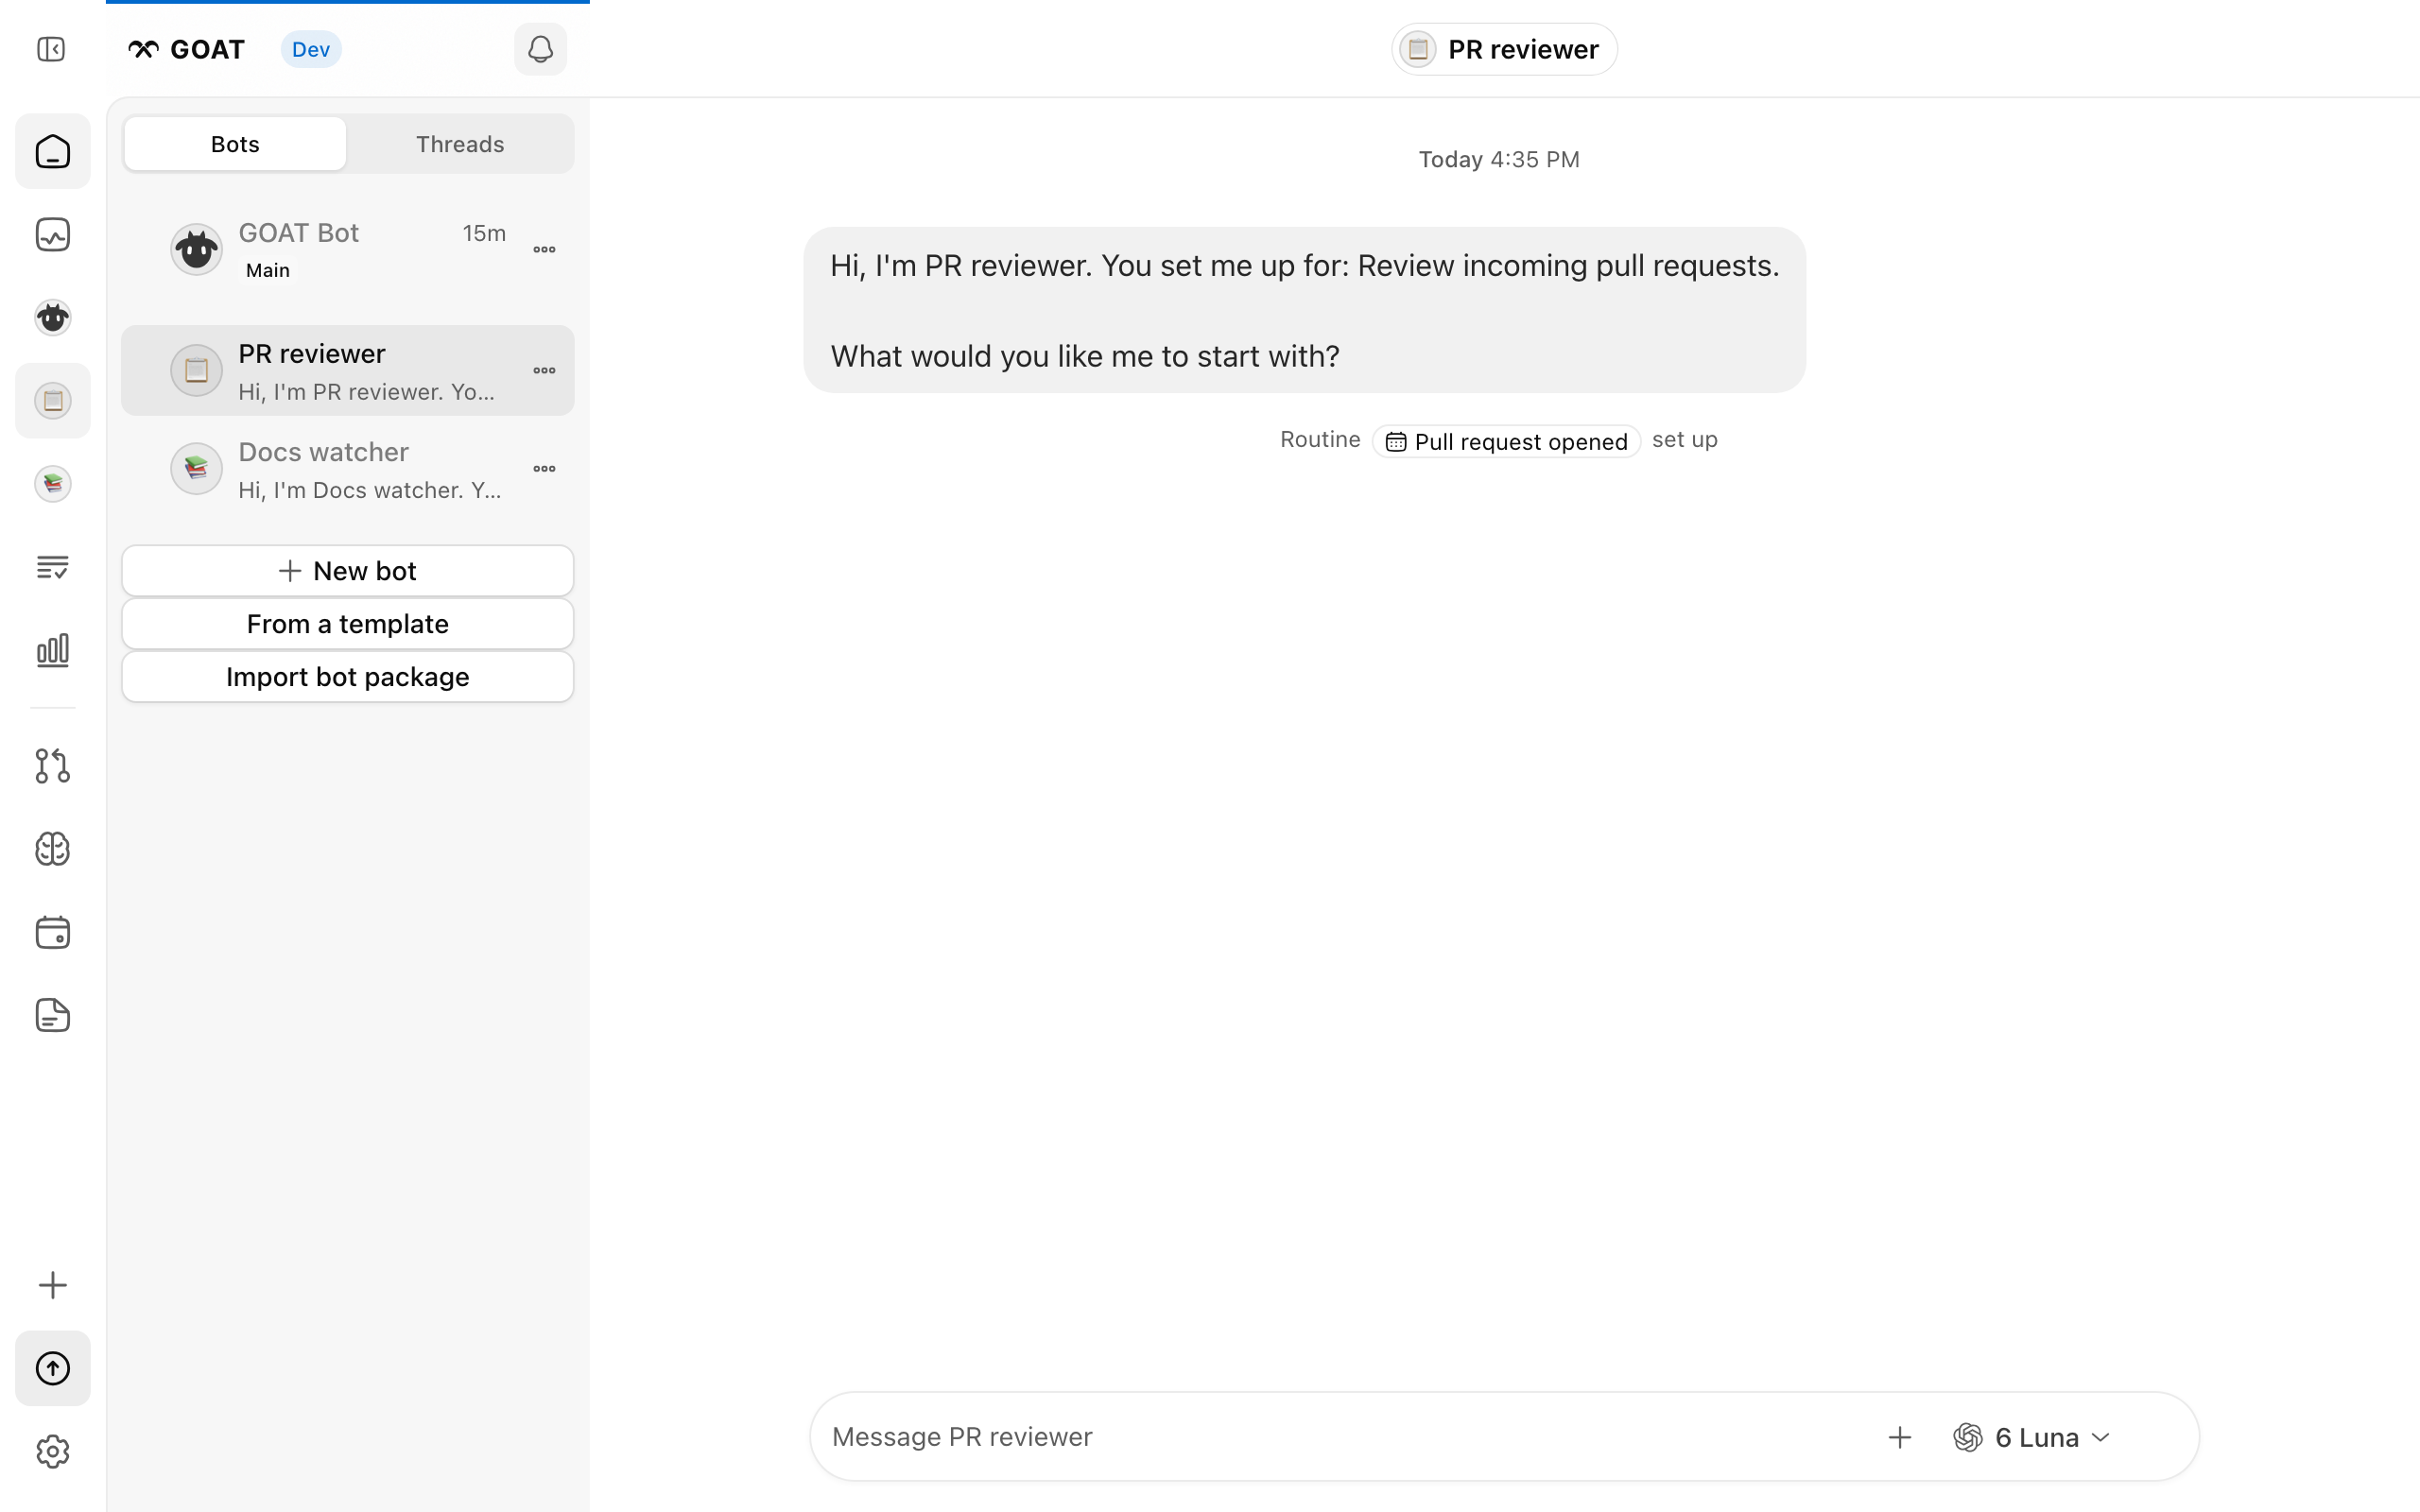 GOAT
Dev
PR reviewer
Bots
Threads
GOAT Bot
15m
Main
PR reviewer
Hi, I'm PR reviewer. Yo...
Docs watcher
Hi, I'm Docs watcher. Y...
New bot
From a template
Import bot package
Today 4:35 PM
Hi, I'm PR reviewer. You set me up for: Review incoming pull requests.
What would you like me to start with?
Routine Pull request opened set up
Message PR reviewer
6 Luna